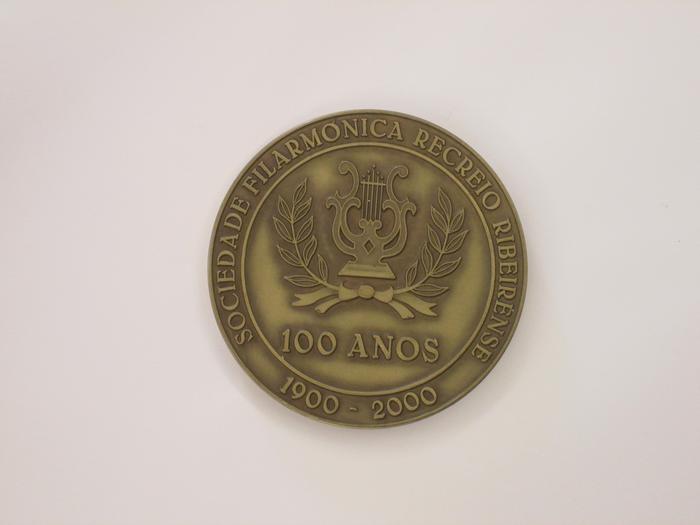 SOCIEDADE FILARMÓNICA RECREIO RIBEIRENSE
100 ANOS
1900 - 2000